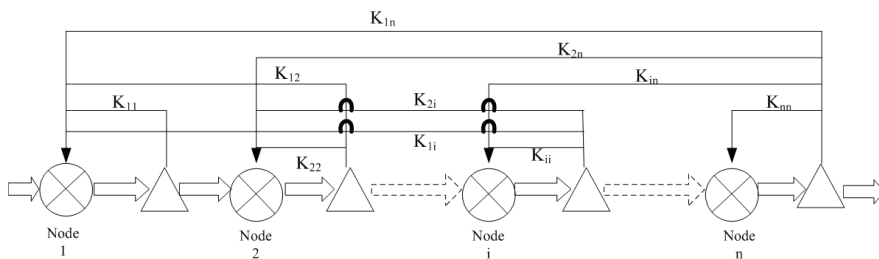 K1n
K2n
K12
Kin
K11
K2i
Knn
K1i
K22
Kii
Node
1
Node
2
Node
i
Node
n